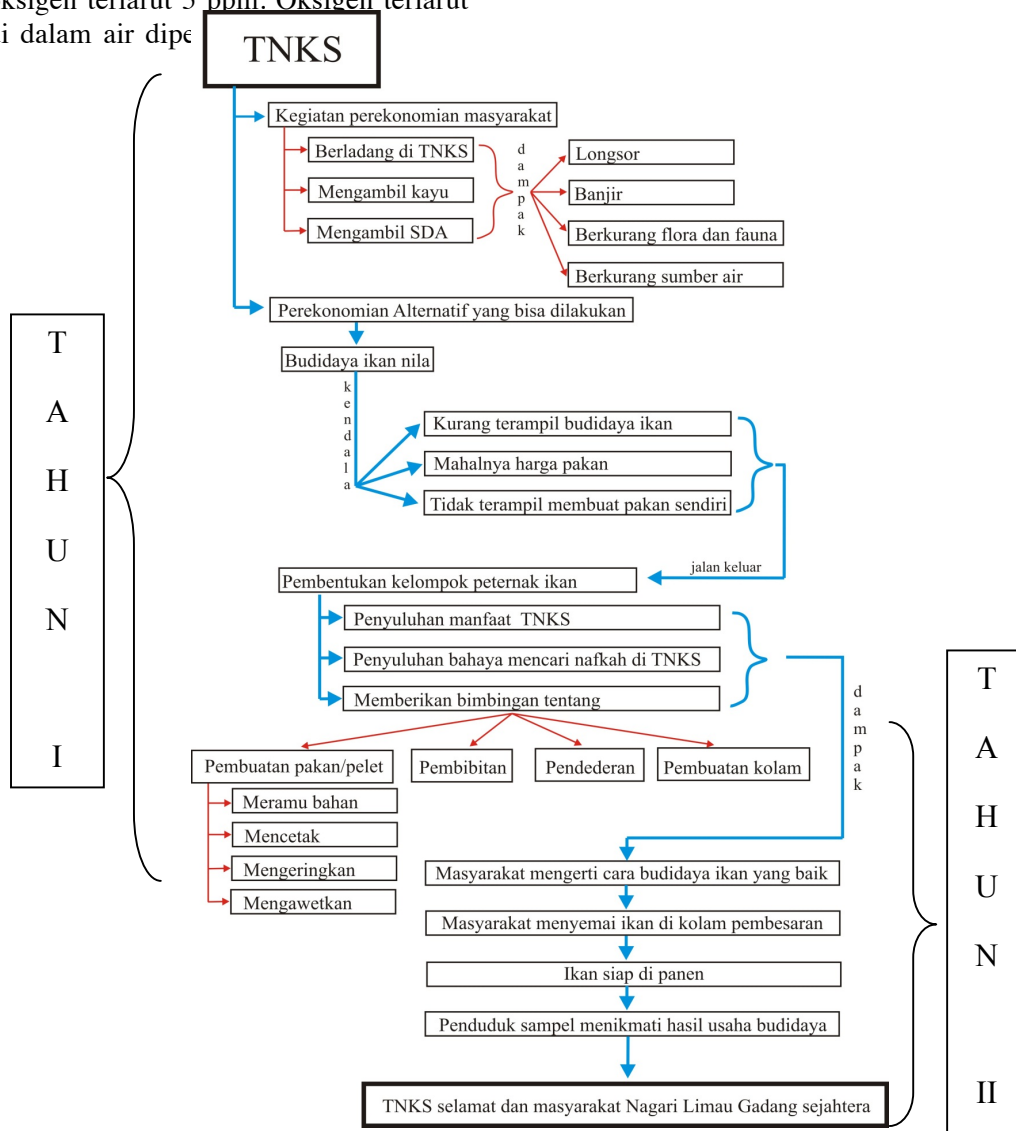 oksigen terlarut 5 ppm. Oksigen terlarut
di dalam air
TNKS
Kegiatan perekonomian masyarakat
Berladang di TNKS
Mengambil kayu
Mengambil SDA
dampak
Longsor
Banjir
Berkurang flora dan fauna
Berkurang sumber air
Perekonomian Alternatif yang bisa dilakukan
Budidaya ikan nila
kendala
Kurang terampil budidaya ikan
Mahalnya harga pakan
Tidak terampil membuat pakan sendiri
jalan keluar
Pembentukan kelompok peternak ikan
Penyuluhan manfaat TNKS
Penyuluhan bahaya mencari nafkah di TNKS
Memberikan bimbingan tentang
Pembuatan pakan/pelet
Pembibitan
Pendederan
Pembuatan kolam
Meramu bahan
Mencetak
Mengeringkan
Mengawetkan
dampak
Masyarakat mengerti cara budidaya ikan yang baik
Masyarakat menyemai ikan di kolam pembesaran
Ikan siap di panen
Penduduk sampel menikmati hasil usaha budidaya
TNKS selamat dan masyarakat Nagari Limau Gadang sejahtera
TAHUN I
TAHUN II